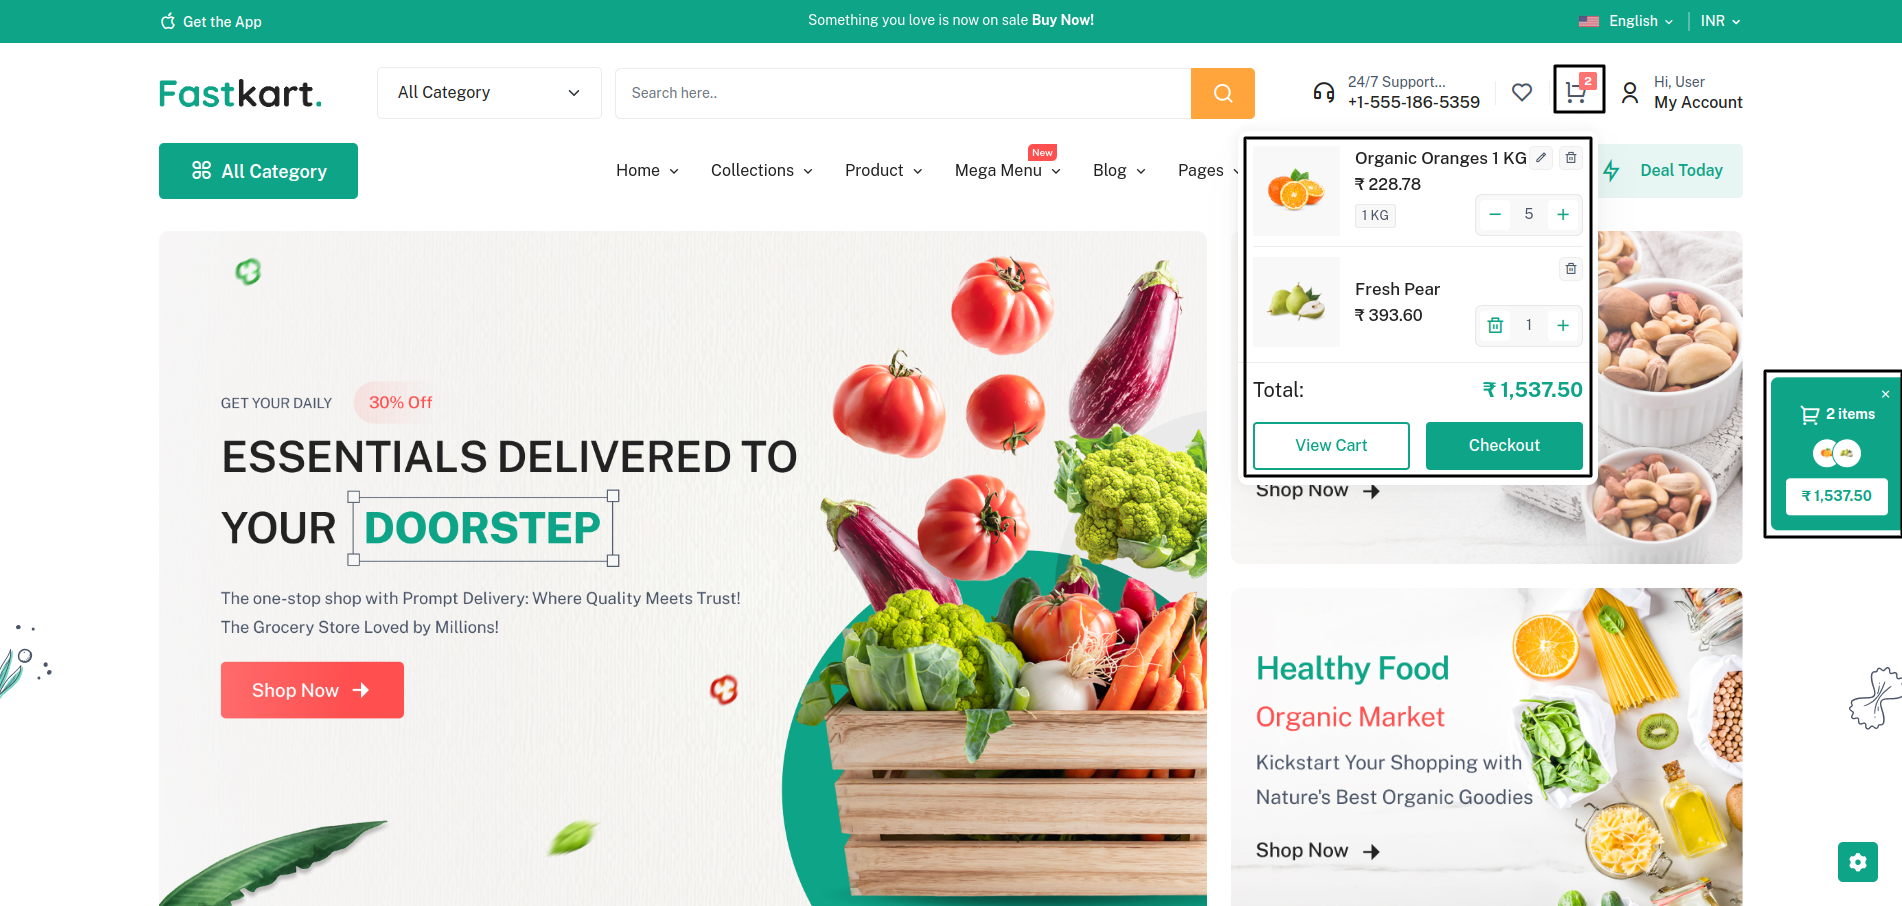 Get the App
Something you love is now on sale Buy Now!
English
INR
Fastkart.
All Category
Search here..
24/7 Support...
+1-555-186-5359
2
Hi, User
My Account
All Category
Home
Collections
Product
Mega Menu
New
Blog
Pages
Deal Today
Organic Oranges 1 KG
₹ 228.78
1 KG
5
Fresh Pear
₹ 393.60
1
Total:
₹ 1,537.50
View Cart
Checkout
Shop Now
2 items
₹ 1,537.50
GET YOUR DAILY
30% Off
ESSENTIALS DELIVERED TO
YOUR DOORSTEP
The one-stop shop with Prompt Delivery: Where Quality Meets Trust!
The Grocery Store Loved by Millions!
Shop Now
Healthy Food
Organic Market
Kickstart Your Shopping with
Nature's Best Organic Goodies
Shop Now